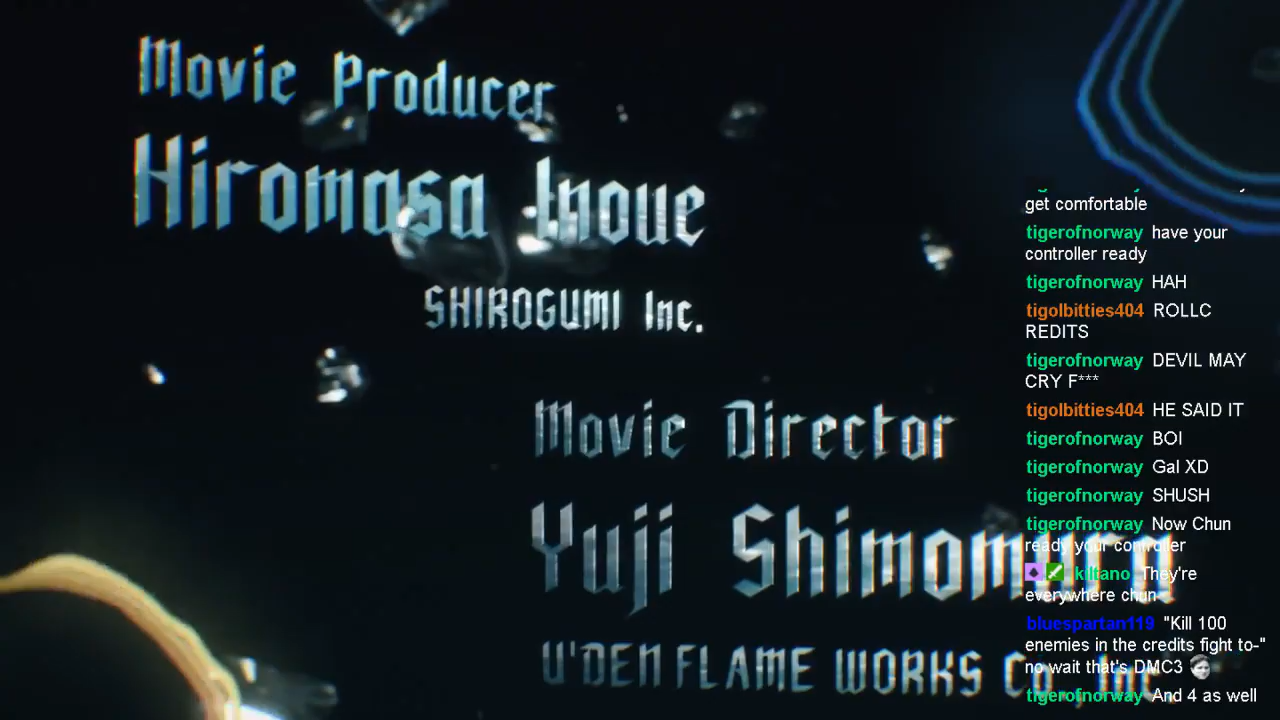 Movie Producer
Hiromasa Inoue
SHIROGUMI Inc.
Movie Director
Yuji Shimomura
U'DEN FLAME WORKS Co., Inc.
get comfortable
tigerofnorway have your
controller ready
tigerofnorway HAH
tigolbitties404 ROLLC
REDITS
tigerofnorway DEVIL MAY
CRY F***
tigolbitties404 HE SAID IT
tigerofnorway BOI
tigerofnorway Gal XD
tigerofnorway SHUSH
tigerofnorway Now Chun
ready your controller
kiltano They're
everywhere chun
bluespartan119 "Kill 100
enemies in the credits fight to-"
no wait that's DMC3
tigerofnorway And 4 as well